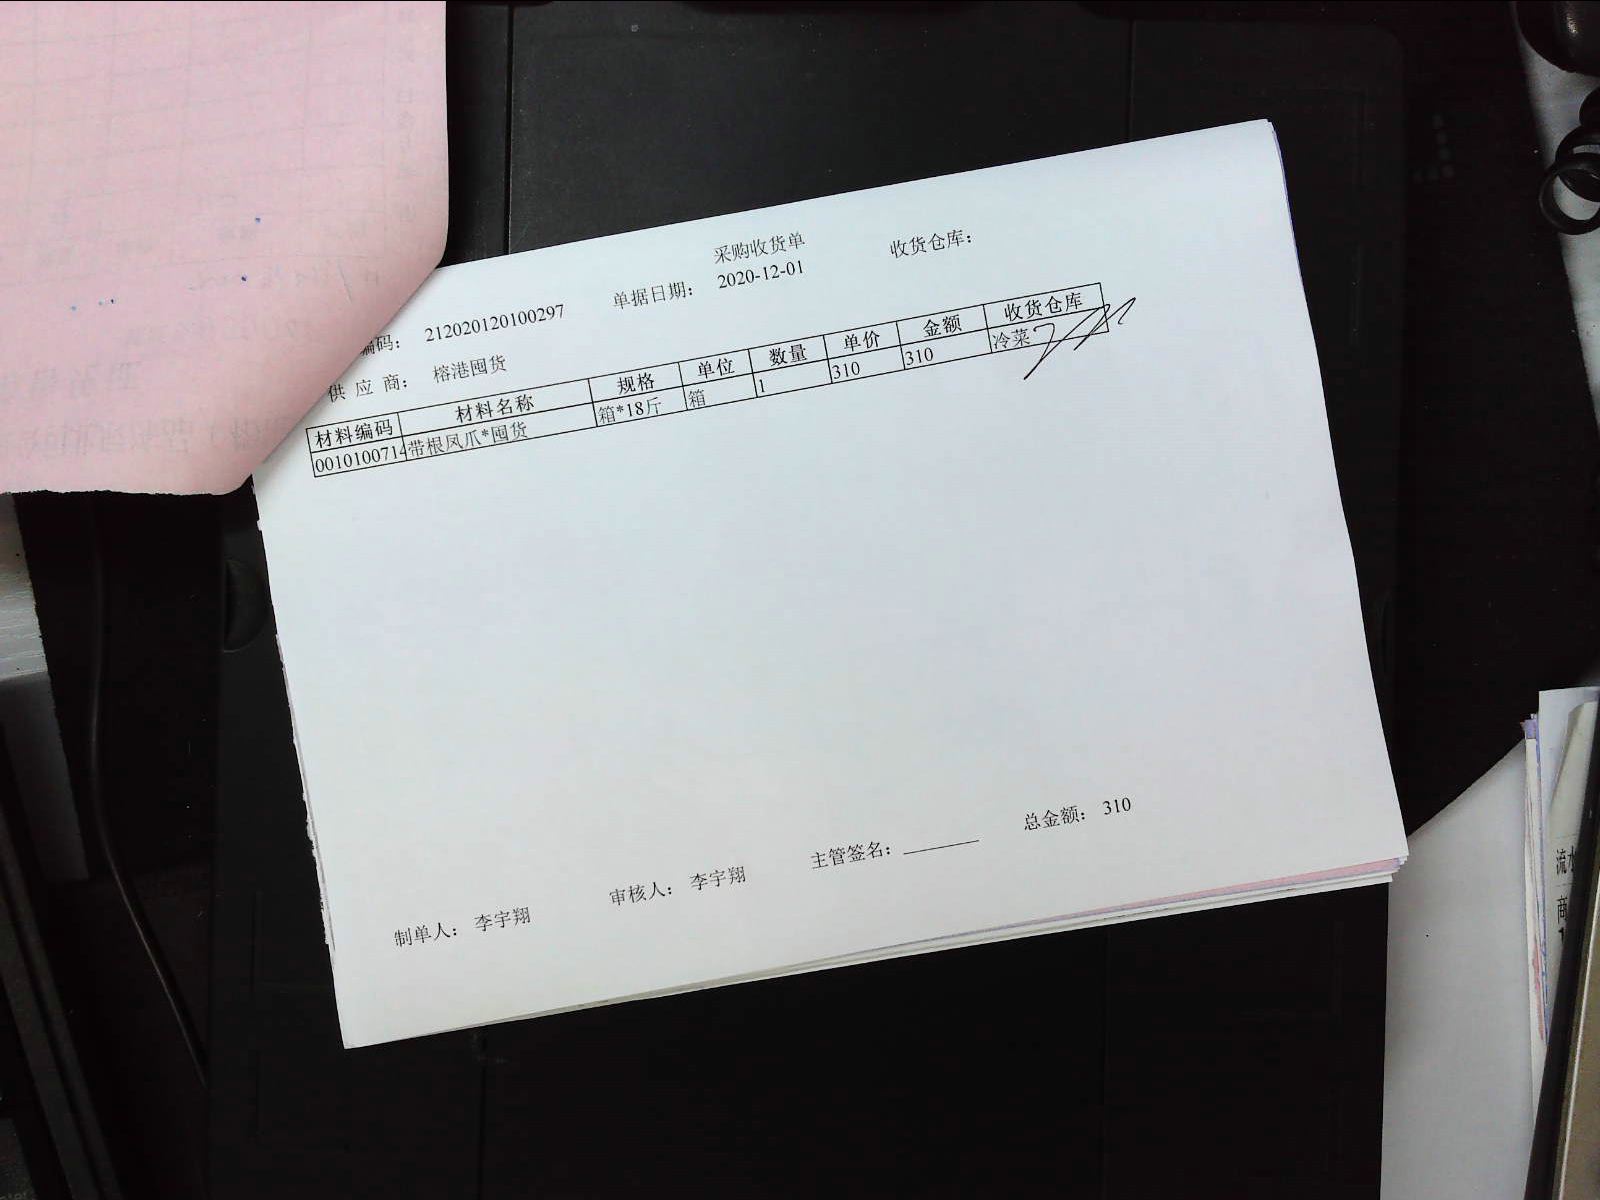 采购收货单
编码： 212020120100297 单据日期： 2020-12-01 收货仓库：
供 应 商： 榕港囤货
材料编码 材料名称 规格 单位 数量 单价 金额 收货仓库
0010100714 带根凤爪*囤货 箱*18斤 箱 1 310 310 冷菜
制单人： 李宇翔 审核人： 李宇翔 主管签名： 总金额： 310
流水
商